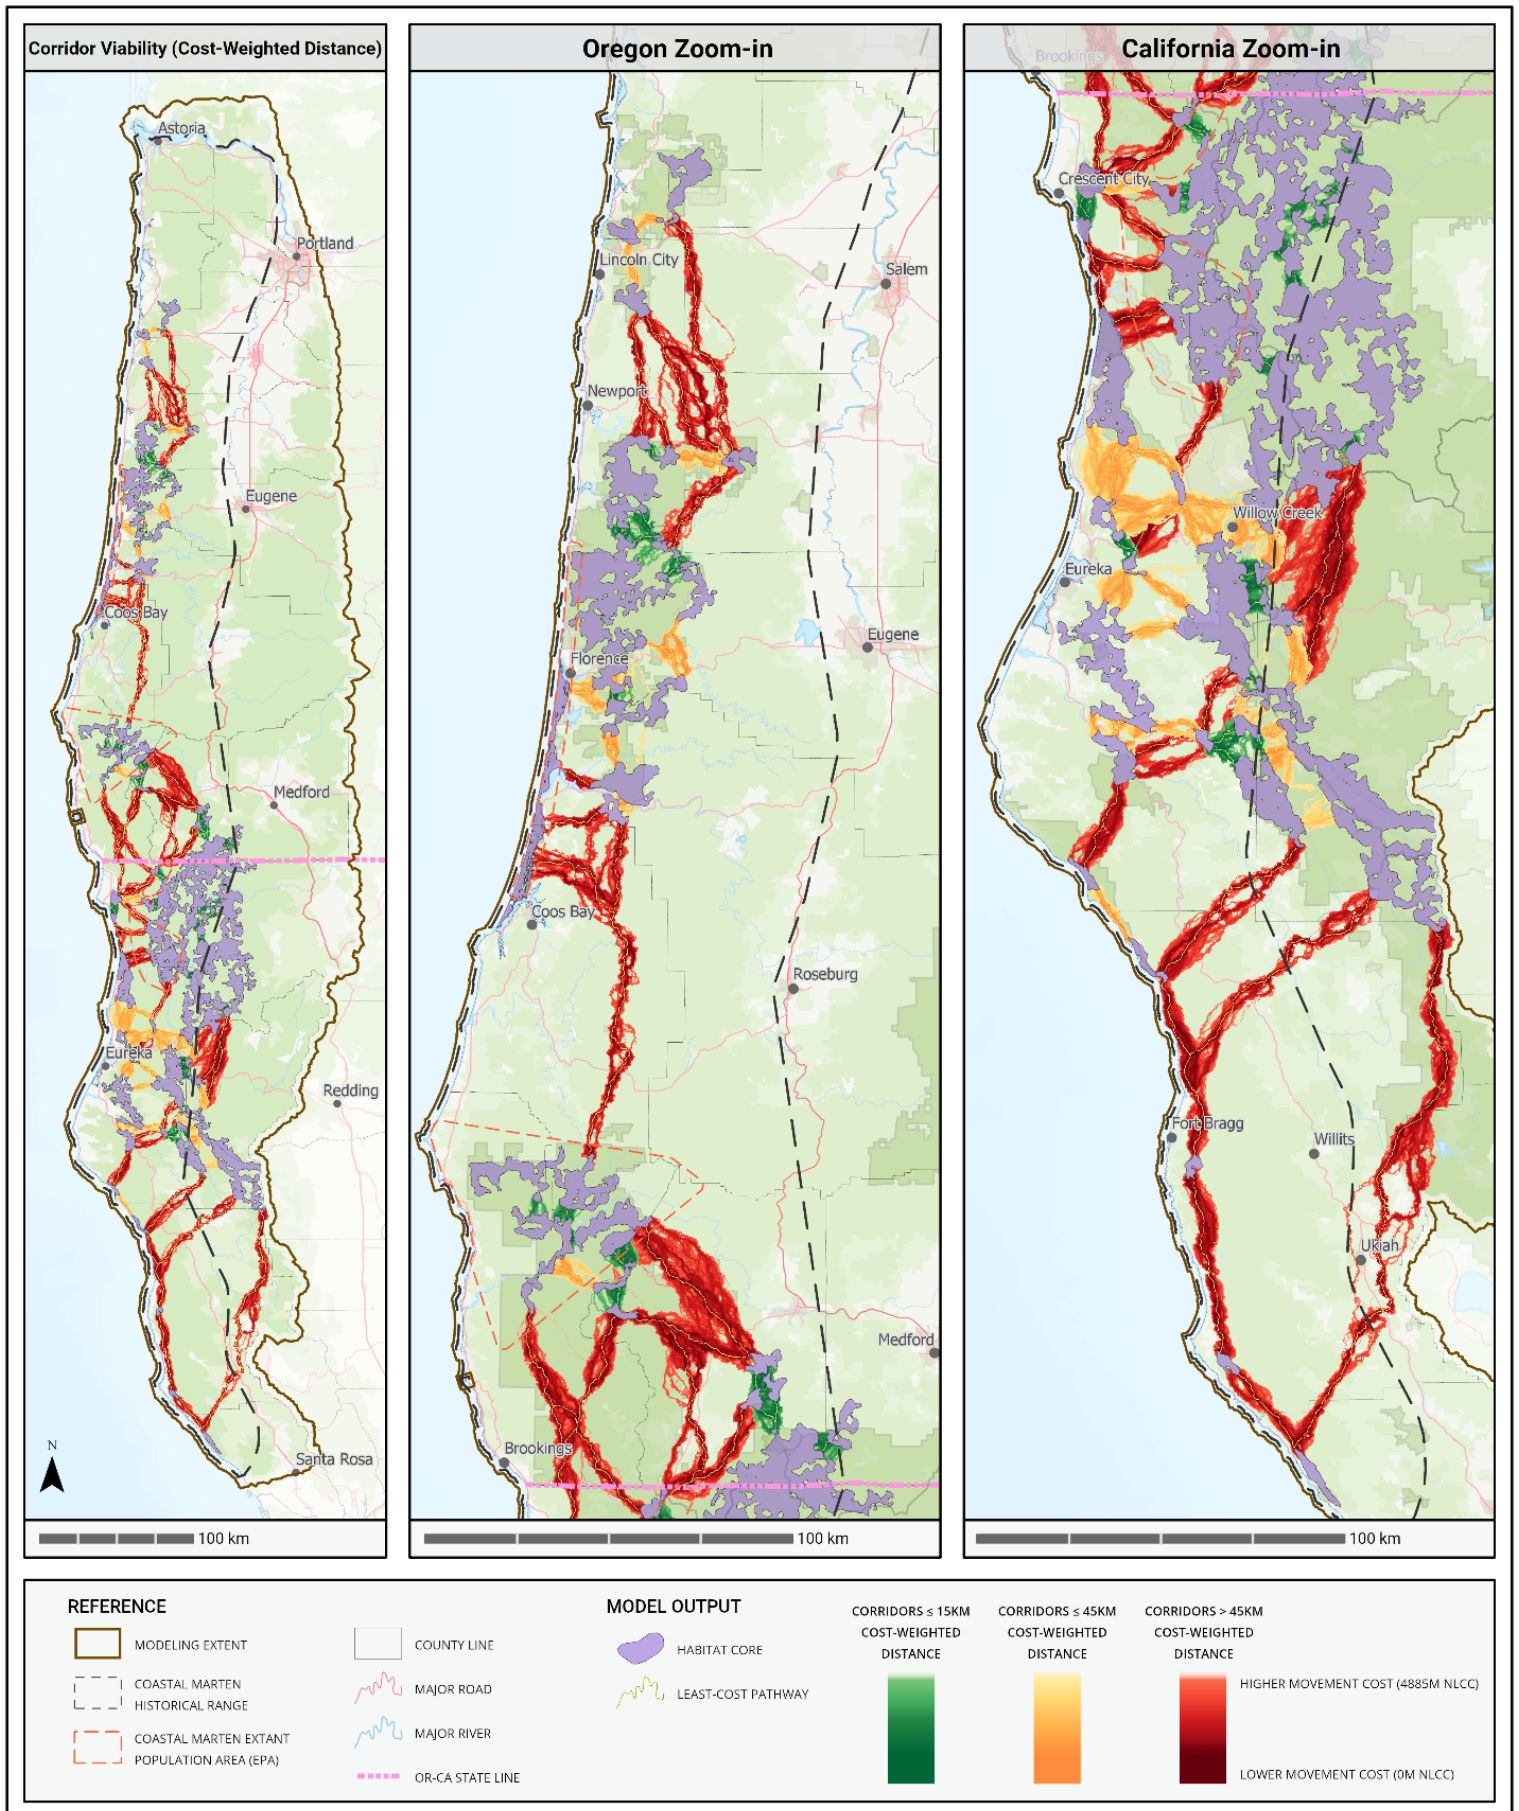 Corridor Viability (Cost-Weighted Distance)
Astoria
Portland
Eugene
Coos Bay
Medford
Eureka
Redding
Santa Rosa
N
100 km
Oregon Zoom-in
Lincoln City
Salem
Newport
Eugene
Florence
Coos Bay
Roseburg
Medford
Brookings
100 km
California Zoom-in
Brookings
Crescent City
Willow Creek
Eureka
Fort Bragg
Willits
Ukiah
100 km
REFERENCE
MODELING EXTENT
COASTAL MARTEN
HISTORICAL RANGE
COASTAL MARTEN EXTANT
POPULATION AREA (EPA)
COUNTY LINE
MAJOR ROAD
MAJOR RIVER
OR-CA STATE LINE
MODEL OUTPUT
HABITAT CORE
LEAST-COST PATHWAY
CORRIDORS ≤ 15KM
COST-WEIGHTED
DISTANCE
CORRIDORS ≤ 45KM
COST-WEIGHTED
DISTANCE
CORRIDORS > 45KM
COST-WEIGHTED
DISTANCE
HIGHER MOVEMENT COST (4885M NLCC)
LOWER MOVEMENT COST (0M NLCC)